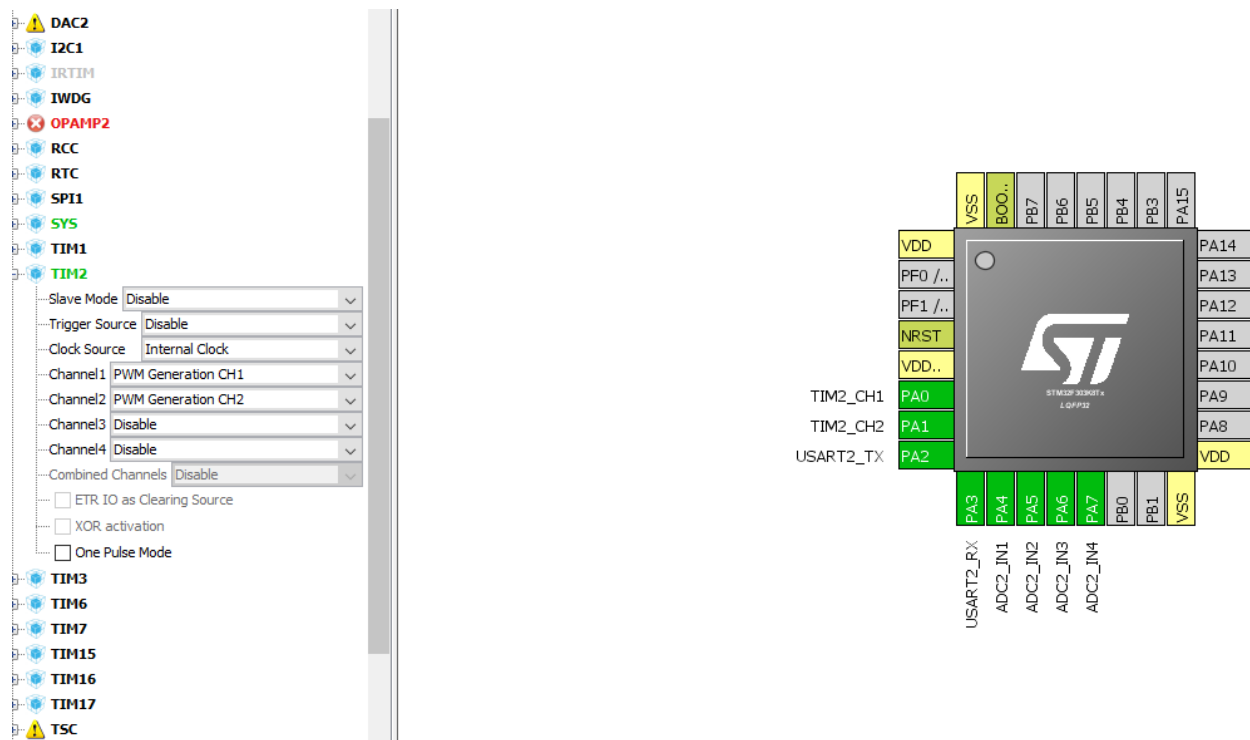 DAC2
I2C1
IRTIM
IWDG
OPAMP2
RCC
RTC
SPI1
SYS
TIM1
TIM2
Slave Mode Disable
Trigger Source Disable
Clock Source Internal Clock
Channel1 PWM Generation CH1
Channel2 PWM Generation CH2
Channel3 Disable
Channel4 Disable
Combined Channels Disable
ETR IO as Clearing Source
XOR activation
One Pulse Mode
TIM3
TIM6
TIM7
TIM15
TIM16
TIM17
TSC
VSS
BOO..
PB7
PB6
PB5
PB4
PB3
PA15
VDD
PF0 /..
PF1 /..
NRST
VDD..
TIM2_CH1 PA0
TIM2_CH2 PA1
USART2_TX PA2
PA14
PA13
PA12
PA11
PA10
PA9
PA8
VDD
ST
STM32F303K8Tx
LQFP32
PA3
PA4
PA5
PA6
PA7
PB0
PB1
VSS
USART2_RX
ADC2_IN1
ADC2_IN2
ADC2_IN3
ADC2_IN4